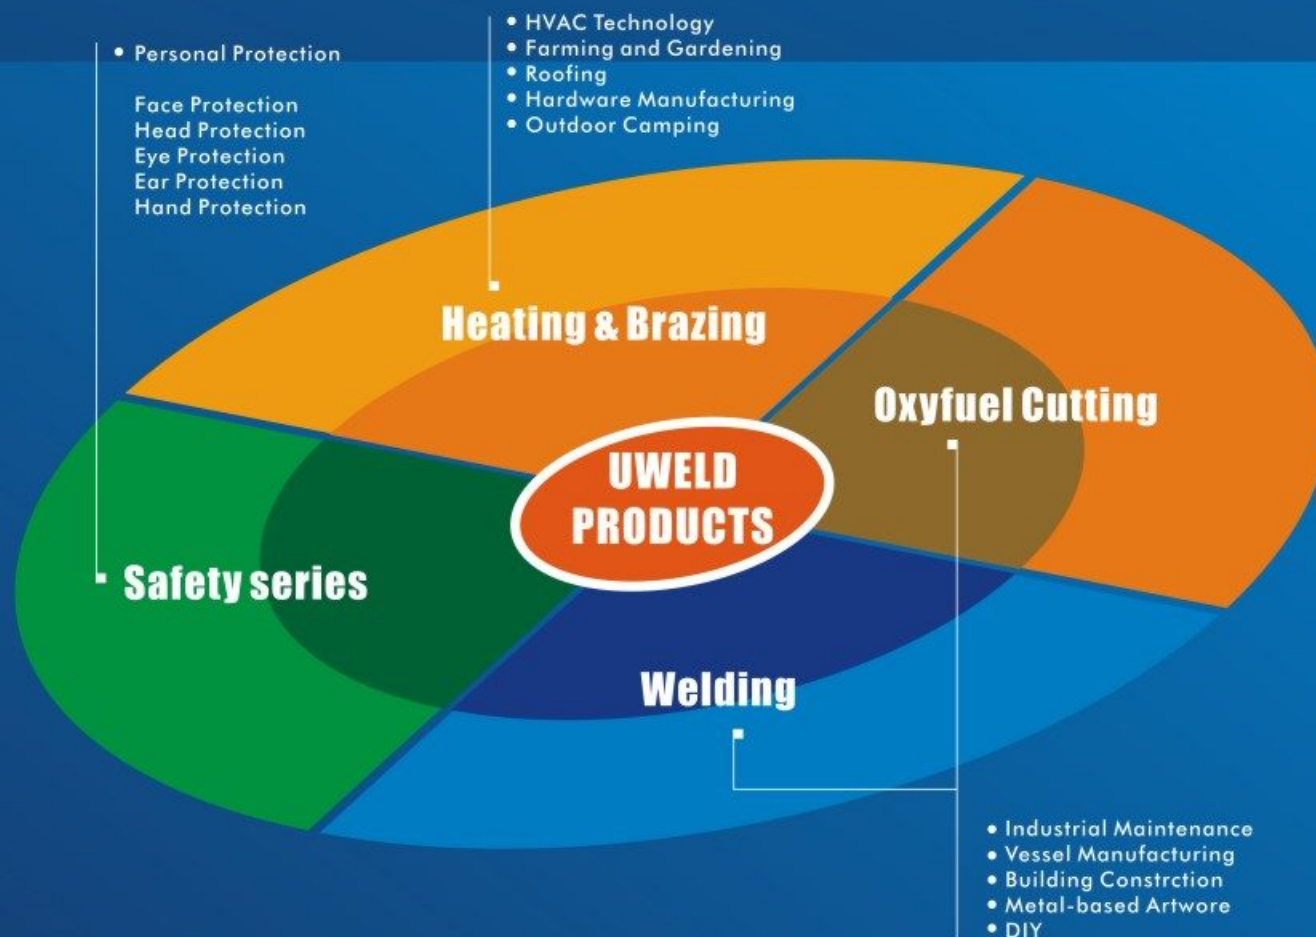 • Personal Protection
Face Protection
Head Protection
Eye Protection
Ear Protection
Hand Protection
• HVAC Technology
• Farming and Gardening
• Roofing
• Hardware Manufacturing
• Outdoor Camping
Heating & Brazing
Oxyfuel Cutting
UWELD
PRODUCTS
Safety series
Welding
• Industrial Maintenance
• Vessel Manufacturing
• Building Constrction
• Metal-based Artwore
• DIY